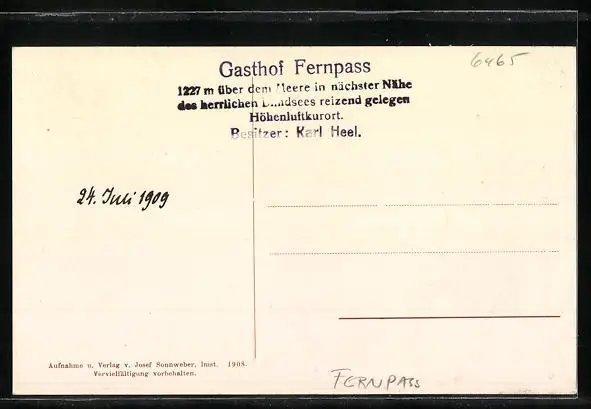 Gasthof Fernpass
6465
1227 m über dem Meere in nächster Nähe
des herrlichen Blindsees reizend gelegen
Höhenluftkurort.
Besitzer: Karl Heel.
24. Juli 1909
Aufnahme u. Verlag v. Josef Sonnweber, Imst. 1908.
Vervielfältigung vorbehalten.
FERNPASS